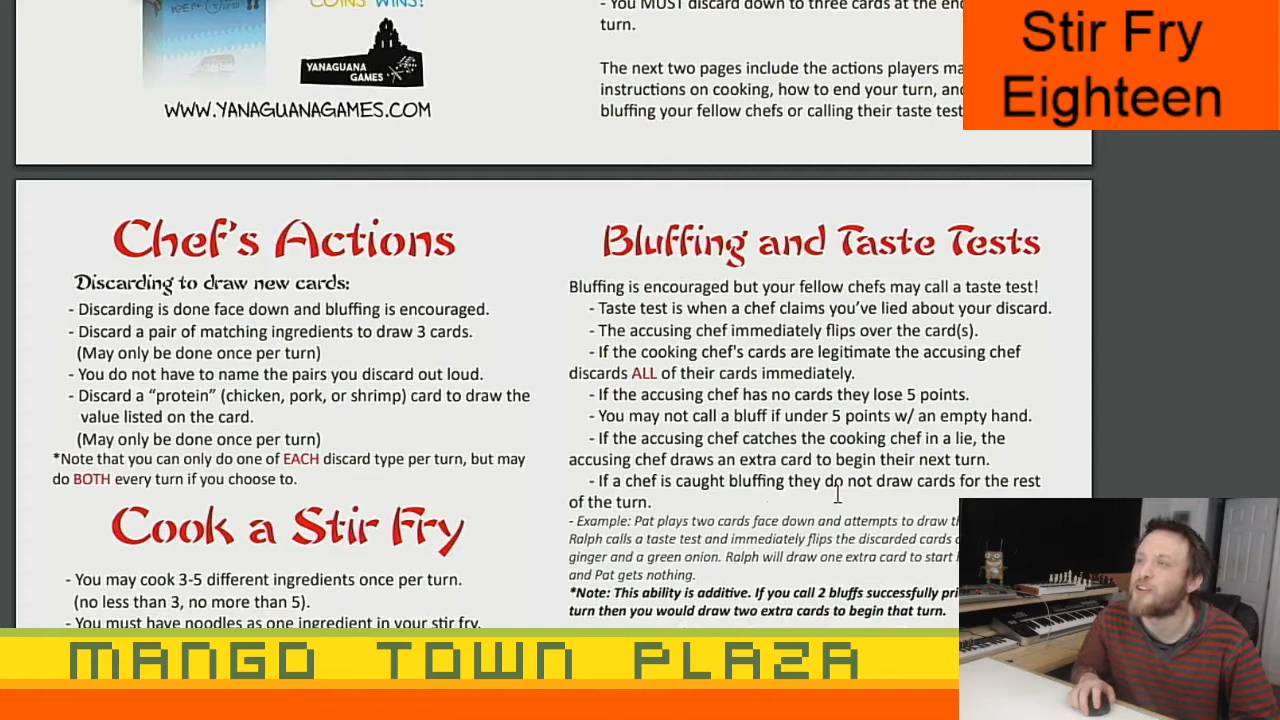 COINS WINS!
YANAGUANA
GAMES
WWW.YANAGUANAGAMES.COM
- You MUST discard down to three cards at the en
turn.
The next two pages include the actions players ma
instructions on cooking, how to end your turn, an
bluffing your fellow chefs or calling their taste test
Stir Fry
Eighteen
Chef's Actions
Discarding to draw new cards:
- Discarding is done face down and bluffing is encouraged.
- Discard a pair of matching ingredients to draw 3 cards.
(May only be done once per turn)
- You do not have to name the pairs you discard out loud.
- Discard a “protein” (chicken, pork, or shrimp) card to draw the
value listed on the card.
(May only be done once per turn)
*Note that you can only do one of EACH discard type per turn, but may
do BOTH every turn if you choose to.
Cook a Stir Fry
- You may cook 3-5 different ingredients once per turn.
(no less than 3, no more than 5).
- You must have noodles as one ingredient in your stir fry.
Bluffing and Taste Tests
Bluffing is encouraged but your fellow chefs may call a taste test!
- Taste test is when a chef claims you’ve lied about your discard.
- The accusing chef immediately flips over the card(s).
- If the cooking chef's cards are legitimate the accusing chef
discards ALL of their cards immediately.
- If the accusing chef has no cards they lose 5 points.
- You may not call a bluff if under 5 points w/ an empty hand.
- If the accusing chef catches the cooking chef in a lie, the
accusing chef draws an extra card to begin their next turn.
- If a chef is caught bluffing they do not draw cards for the rest
of the turn.
- Example: Pat plays two cards face down and attempts to draw th
Ralph calls a taste test and immediately flips the discarded cards
ginger and a green onion. Ralph will draw one extra card to start
and Pat gets nothing.
*Note: This ability is additive. If you call 2 bluffs successfully pri
turn then you would draw two extra cards to begin that turn.
MANGO TOWN PLAZA